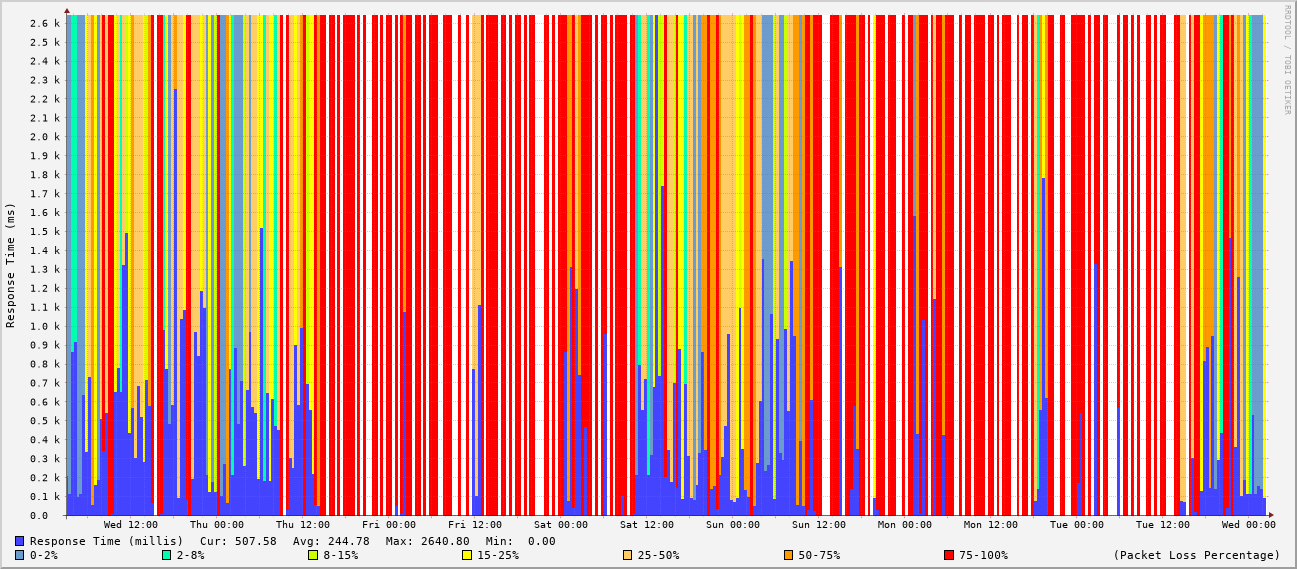 RRDTOOL / TOBI OETIKER
Response Time (ms)
2.6 k
2.5 k
2.4 k
2.3 k
2.2 k
2.1 k
2.0 k
1.9 k
1.8 k
1.7 k
1.6 k
1.5 k
1.4 k
1.3 k
1.2 k
1.1 k
1.0 k
0.9 k
0.8 k
0.7 k
0.6 k
0.5 k
0.4 k
0.3 k
0.2 k
0.1 k
0.0
Wed 12:00 Thu 00:00 Thu 12:00 Fri 00:00 Fri 12:00 Sat 00:00 Sat 12:00 Sun 00:00 Sun 12:00 Mon 00:00 Mon 12:00 Tue 00:00 Tue 12:00 Wed 00:00
Response Time (millis) Cur: 507.58 Avg: 244.78 Max: 2640.80 Min: 0.00
0-2% 2-8% 8-15% 15-25% 25-50% 50-75% 75-100% (Packet Loss Percentage)